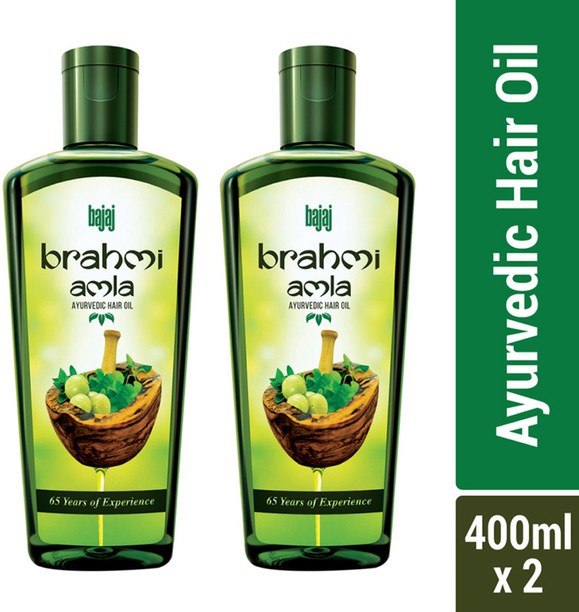 bajaj
brahmi
amla
AYURVEDIC HAIR OIL
65 Years of Experience
bajaj
brahmi
amla
AYURVEDIC HAIR OIL
65 Years of Experience
Ayurvedic Hair Oil
400ml
x 2